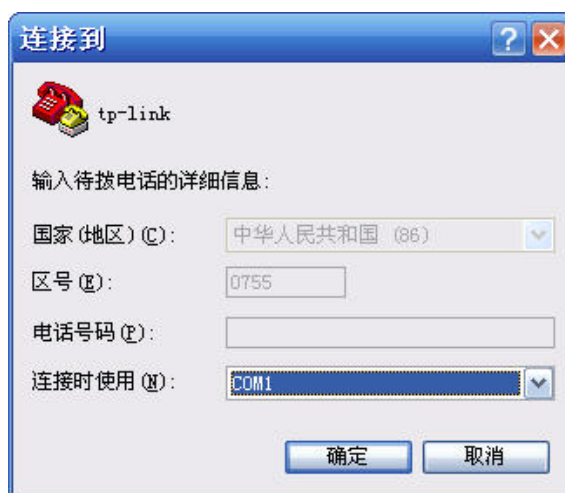 连接到
tp-link
输入待拨电话的详细信息:
国家(地区)(C): 中华人民共和国 (86)
区号(E): 0755
电话号码(P):
连接时使用(N): COM1
确定 取消